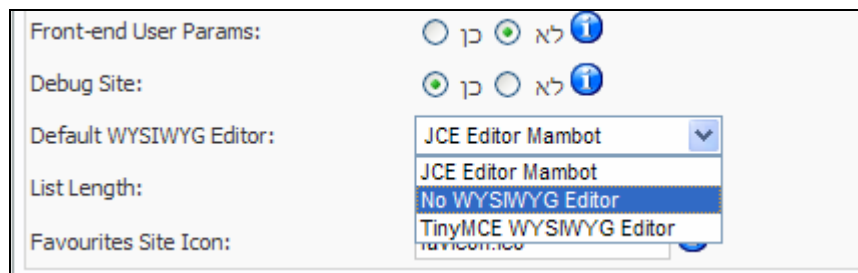 Front-end User Params: כן לא
Debug Site: כן לא
Default WYSIWYG Editor: JCE Editor Mambot
JCE Editor Mambot
List Length:
No WYSIWYG Editor
TinyMCE WYSIWYG Editor
Favourites Site Icon: